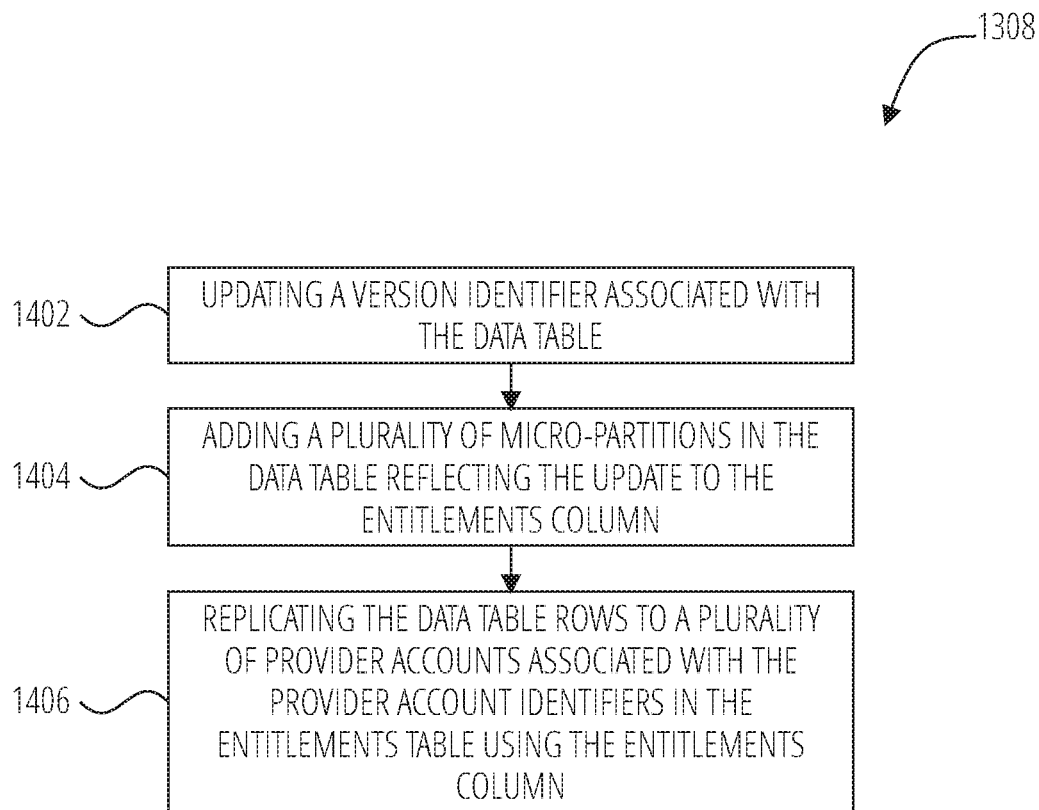 1308
1402
UPDATING A VERSION IDENTIFIER ASSOCIATED WITH
THE DATA TABLE
1404
ADDING A PLURALITY OF MICRO-PARTITIONS IN THE
DATA TABLE REFLECTING THE UPDATE TO THE
ENTITLEMENTS COLUMN
1406
REPLICATING THE DATA TABLE ROWS TO A PLURALITY
OF PROVIDER ACCOUNTS ASSOCIATED WITH THE
PROVIDER ACCOUNT IDENTIFIERS IN THE
ENTITLEMENTS TABLE USING THE ENTITLEMENTS
COLUMN